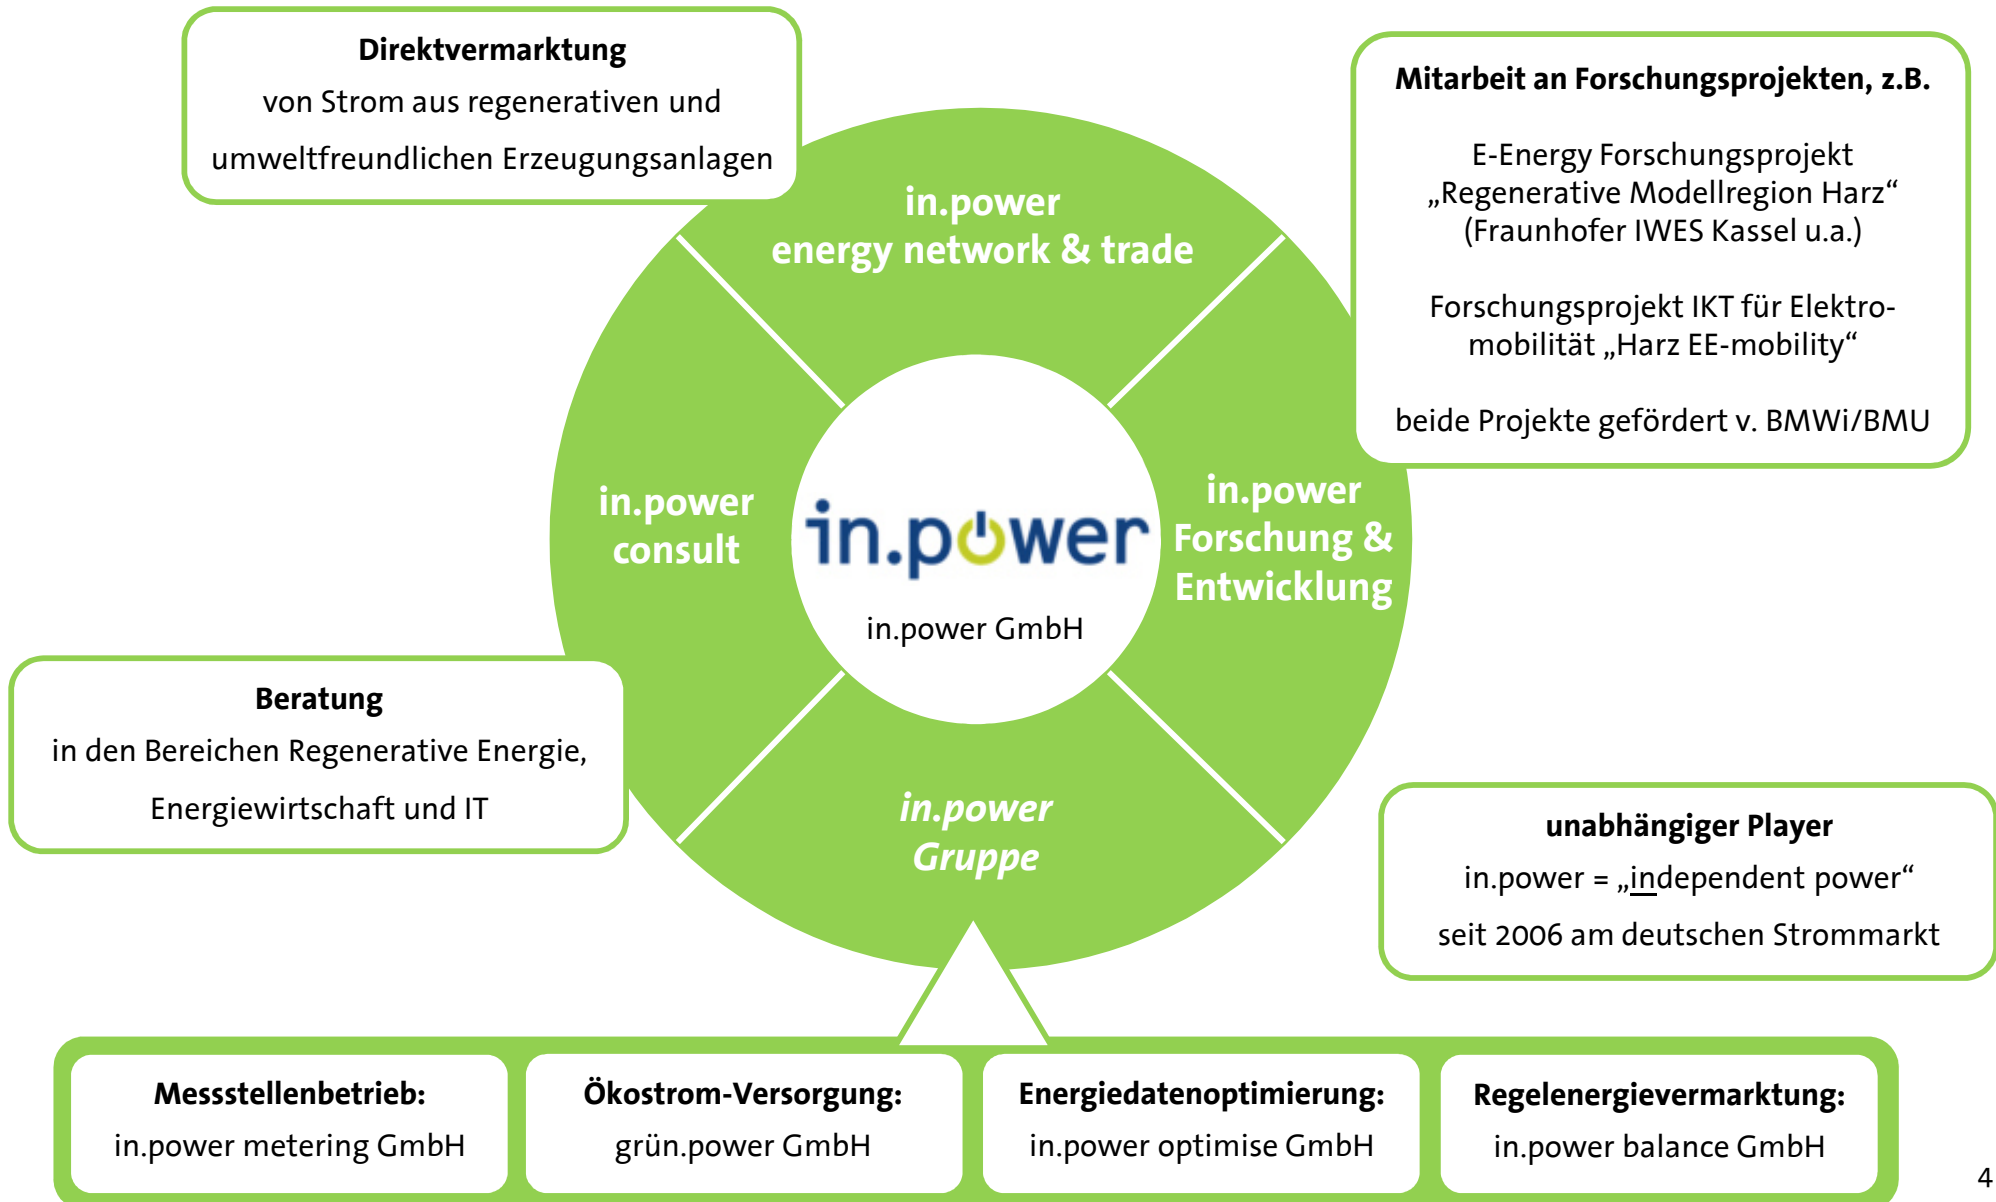 Direktvermarktung
von Strom aus regenerativen und
umweltfreundlichen Erzeugungsanlagen
Mitarbeit an Forschungsprojekten, z.B.
E-Energy Forschungsprojekt
„Regenerative Modellregion Harz“
(Fraunhofer IWES Kassel u.a.)
Forschungsprojekt IKT für Elektro-
mobilität „Harz EE-mobility“
beide Projekte gefördert v. BMWi/BMU
in.power
energy network & trade
in.power
consult
in.power
in.power GmbH
in.power
Forschung &
Entwicklung
Beratung
in den Bereichen Regenerative Energie,
Energiewirtschaft und IT
in.power
Gruppe
unabhängiger Player
in.power = „independent power“
seit 2006 am deutschen Strommarkt
Messstellenbetrieb:
in.power metering GmbH
Ökostrom-Versorgung:
grün.power GmbH
Energiedatenoptimierung:
in.power optimise GmbH
Regelenergievermarktung:
in.power balance GmbH
4